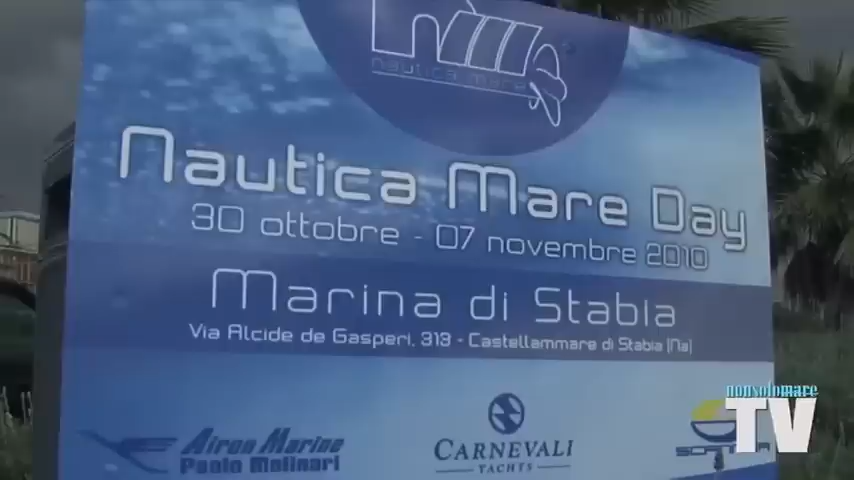 nautica mare
Nautica Mare Day
30 ottobre - 07 novembre 2010
Marina di Stabia
Via Alcide de Gasperi, 313 - Castellammare di Stabia (Na)
Airon Marine
Paolo Molinari
CARNEVALI
YACHTS
nonsolomare
TV